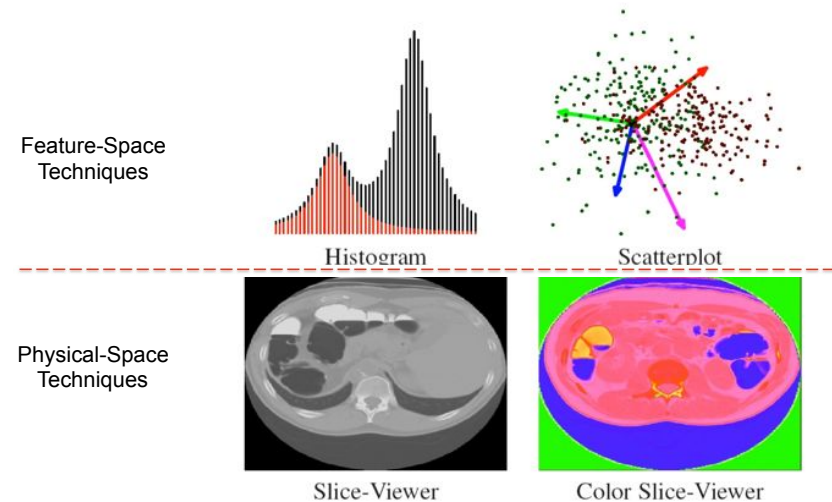 Feature-Space
Techniques
Histogram
Scatterplot
Physical-Space
Techniques
Slice-Viewer
Color Slice-Viewer